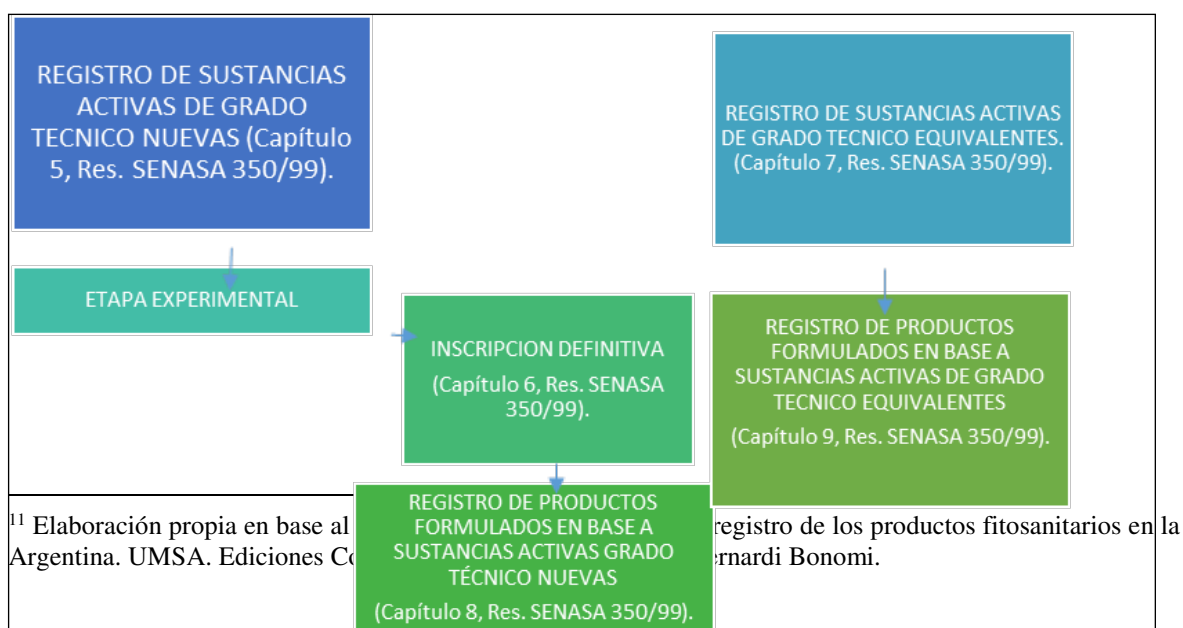 REGISTRO DE SUSTANCIAS
ACTIVAS DE GRADO
TECNICO NUEVAS (Capítulo
5, Res. SENASA 350/99).
ETAPA EXPERIMENTAL
INSCRIPCION DEFINITIVA
(Capítulo 6, Res. SENASA
350/99).
REGISTRO DE PRODUCTOS
FORMULADOS EN BASE A
SUSTANCIAS ACTIVAS GRADO
TÉCNICO NUEVAS
(Capítulo 8, Res. SENASA 350/99).
REGISTRO DE SUSTANCIAS ACTIVAS
DE GRADO TECNICO EQUIVALENTES.
(Capítulo 7, Res. SENASA 350/99).
REGISTRO DE PRODUCTOS
FORMULADOS EN BASE A
SUSTANCIAS ACTIVAS DE GRADO
TECNICO EQUIVALENTES
(Capítulo 9, Res. SENASA 350/99).
11 Elaboración propia en base al registro de los productos fitosanitarios en la
Argentina. UMSA. Ediciones Bonomi.